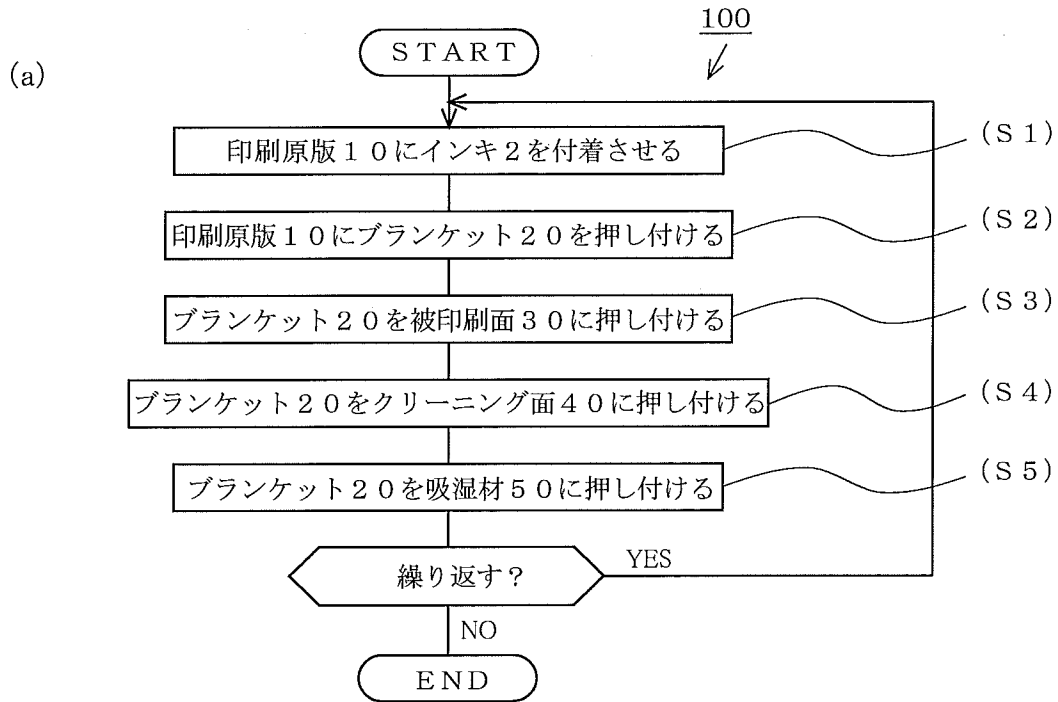 100
(a)
ＳＴＡＲＴ
印刷原版１０にインキ２を付着させる
(Ｓ１)
印刷原版１０にブランケット２０を押し付ける
(Ｓ２)
ブランケット２０を被印刷面３０に押し付ける
(Ｓ３)
ブランケット２０をクリーニング面４０に押し付ける
(Ｓ４)
ブランケット２０を吸湿材５０に押し付ける
(Ｓ５)
繰り返す？
YES
NO
ＥＮＤ